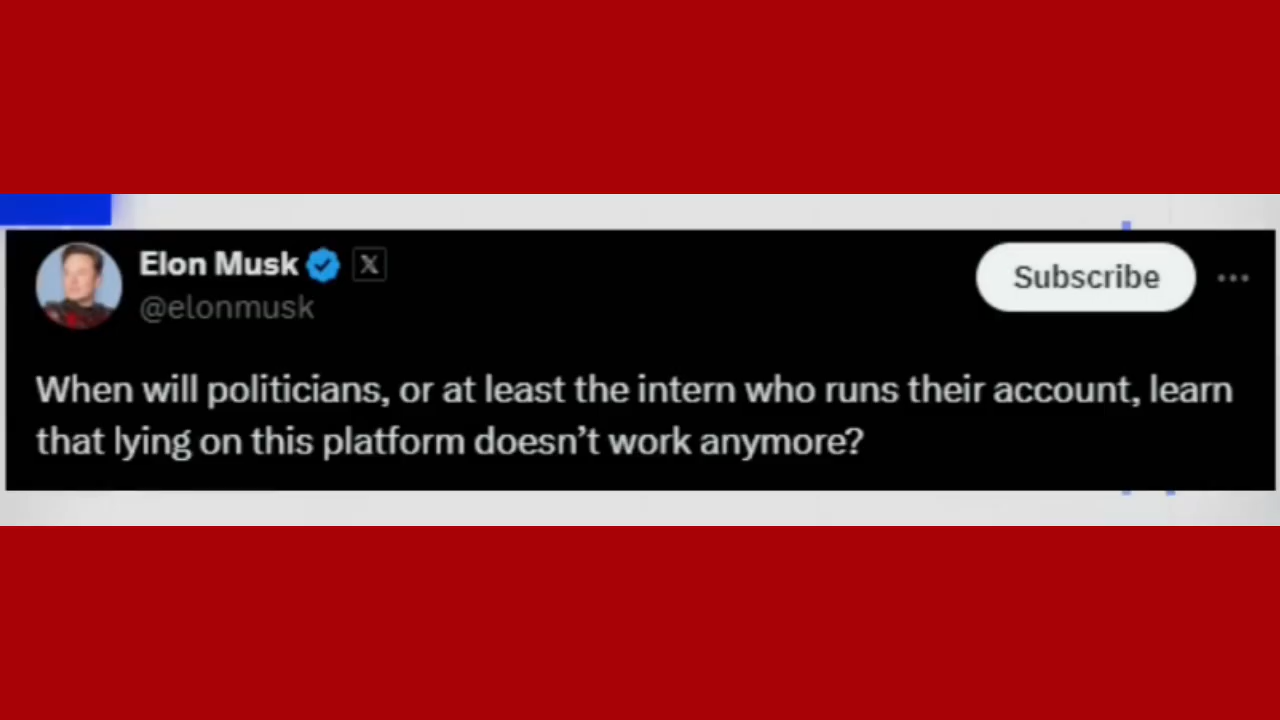 Elon Musk X
@elonmusk
Subscribe
When will politicians, or at least the intern who runs their account, learn
that lying on this platform doesn’t work anymore?